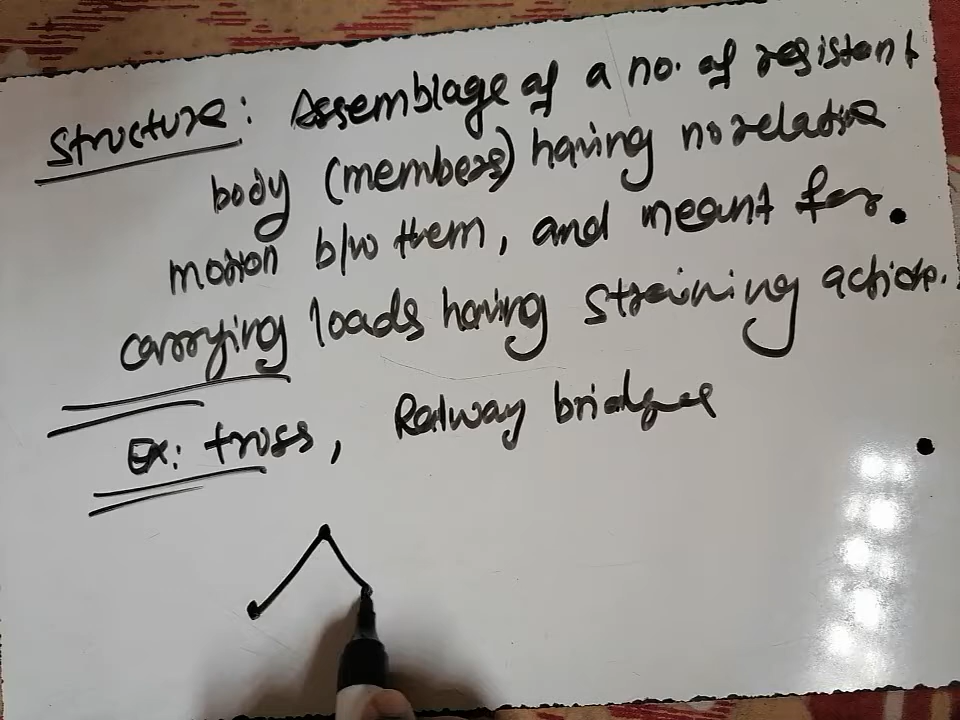 Structure: Assemblage of a no. of resistant
body (members) having no relative
motion b/w them, and meant for
carrying loads having straining action.
Ex: truss, Railway bridges